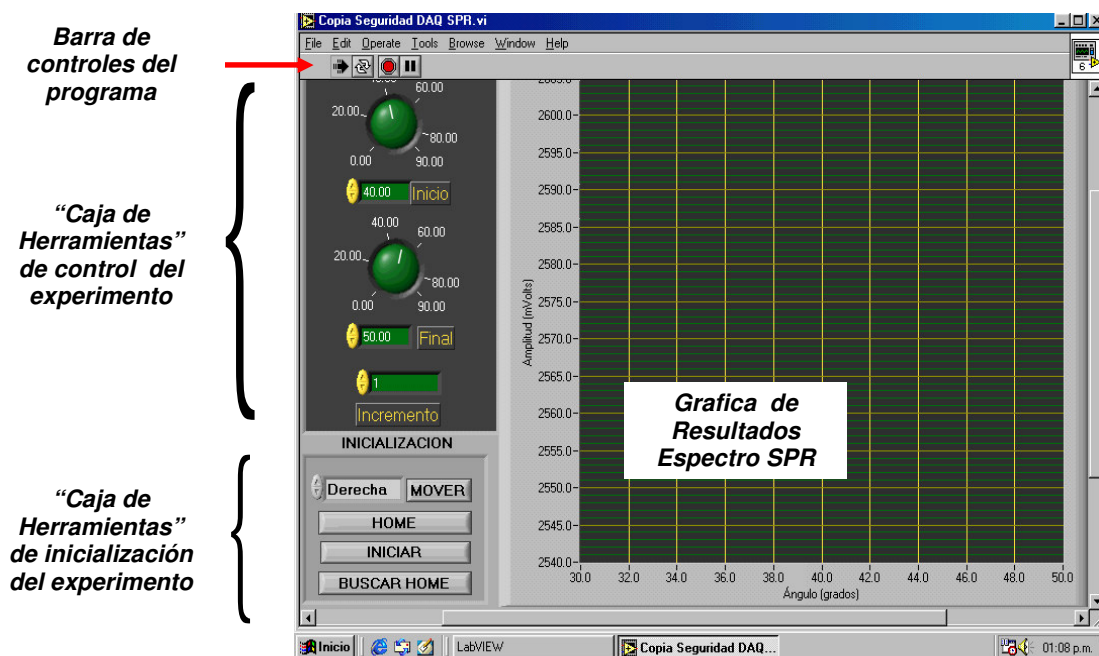 Barra de
controles del
programa
"Caja de
Herramientas"
de control del
experimento
"Caja de
Herramientas"
de inicialización
del experimento
Copia Seguridad DAQ SPR.vi
File Edit Operate Tools Browse Window Help
6
60.00
20.00
80.00
0.00
90.00
40.00
Inicio
40.00
60.00
20.00
80.00
0.00
90.00
50.00
Final
1
Incremento
INICIALIZACION
Derecha
MOVER
HOME
INICIAR
BUSCAR HOME
Amplitud (mVolts)
2600.0
2595.0
2590.0
2585.0
2580.0
2575.0
2570.0
2565.0
2560.0
2555.0
2550.0
2545.0
2540.0
30.0 32.0 34.0 36.0 38.0 40.0 42.0 44.0 46.0 48.0 50.0
Ángulo (grados)
Grafica de
Resultados
Espectro SPR
Inicio
LabVIEW
Copia Seguridad DAQ...
01:08 p.m.